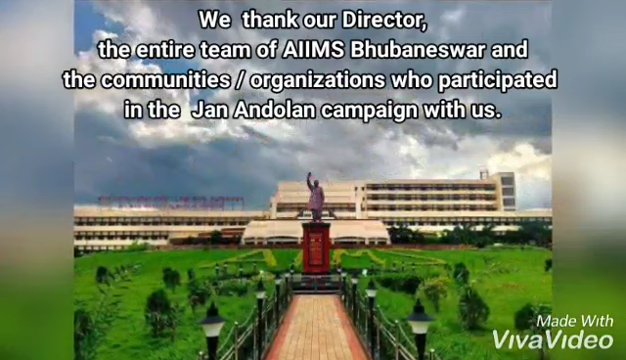 We thank our Director,
the entire team of AIIMS Bhubaneswar and
the communities / organizations who participated
in the Jan Andolan campaign with us.
AIIMS
Made With
VivaVideo